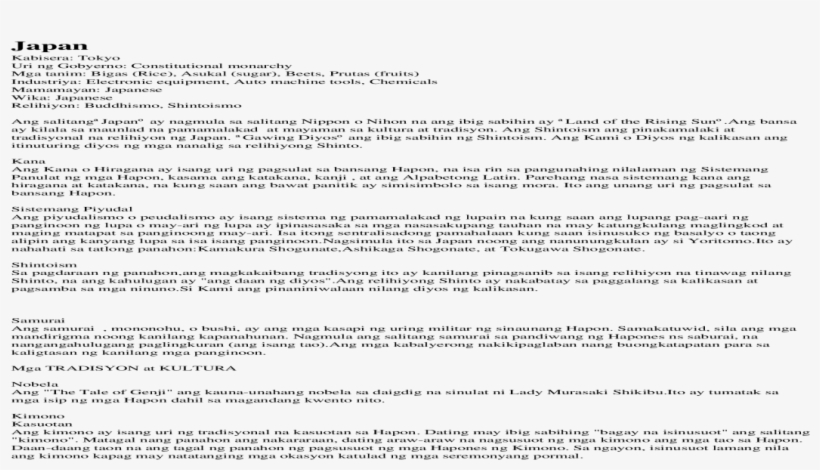 Japan
Kabisera: Tokyo
Uri ng Gobyerno: Constitutional monarchy
Mga tanim: Bigas (Rice), Asukal (sugar), Beets, Prutas (fruits)
Industriya: Electronic equipment, Auto machine tools, Chemicals
Mamamayan: Japanese
Wika: Japanese
Relihiyon: Buddhismo, Shintoismo
Ang salitang"Japan" ay nagmula sa salitang Nippon o Nihon na ang ibig sabihin ay "Land of the Rising Sun".Ang bansa
ay kilala sa maunlad na pamamalakad at mayaman sa kultura at tradisyon. Ang Shintoism ang pinakamalaki at
tradisyonal na relihiyon ng Japan. "Gawing Diyos" ang ibig sabihin ng Shintoism. Ang Kami o Diyos ng kalikasan ang
itinuturing diyos ng mga nanalig sa relihiyong Shinto.
Kana
Ang Kana o Hiragana ay isang uri ng pagsulat sa bansang Hapon, na isa rin sa pangunahing nilalaman ng Sistemang
Panulat ng mga Hapon, kasama ang katakana, kanji , at ang Alpabetong Latin. Parehang nasa sistemang kana ang
hiragana at katakana, na kung saan ang bawat panitik ay simisimbolo sa isang mora. Ito ang unang uri ng pagsulat sa
bansang Hapon.
Sistemang Piyudal
Ang piyudalismo o peudalismo ay isang sistema ng pamamalakad ng lupain na kung saan ang lupang pag-aari ng
panginoon ng lupa o may-ari ng lupa ay ipinasasaka sa mga nasasakupang tauban na may katungkulang maglingkod at
maging matapat sa panginoong may-ari. Isa itong sentralisadong pamahalaan kung saan isinusuko ng basalyo o taong
alipin ang kanyang lupa sa isa isang panginoon.Nagsimula ito sa Japan noong ang nanunungkulan ay si Yoritomo.Ito ay
nahahati sa tatlong panahon:Kamakura Shogunate,Ashikaga Shogonate, at Tokugawa Shogonate.
Shintoism
Sa pagdaraan ng panahon,ang magkakaibang tradisyong ito ay kanilang pinagsanib sa isang relihiyon na tinawag nilang
Shinto, na ang kahulugan ay "ang daan ng diyos".Ang relihiyong Shinto ay nakabatay sa paggalang sa kalikasan at
pagsamba sa mga ninuno.Si Kami ang pinaniniwalaan nilang diyos ng kalikasan.
Samurai
Ang samurai , mononohu, o bushi, ay ang mga kasapi ng uring militar ng sinaunang Hapon. Samakatuwid, sila ang mga
mandirigma noong kanilang kapanahunan. Nagmula ang salitang samurai sa pandiwang ng Hapones ns saburai, na
nangangahulugang paglingkuran (ang isang tao).Ang mga kabalyerong nakikipaglaban nang buongkatapatan para sa
kaligtasan ng kanilang mga panginoon.
Mga TRADISYON at KULTURA
Nobela
Ang "The Tale of Genji" ang kauna-unahang nobela sa daigdig na sinulat ni Lady Murasaki Shikibu.Ito ay tumatak sa
mga isip ng mga Hapon dahil sa magandang kwento nito.
Kimono
Kasuotan
Ang kimono ay isang uri ng tradisyonal na kasuotan sa Hapon. Dating may ibig sabihing "bagay na isinusuot" ang salitang
"kimono". Matagal nang panahon ang nakararaan, dating araw-araw na nagsusuot ng mga kimono ang mga tao sa Hapon.
Daan-daang taon na ang tagal ng panahon ng pagsusuot ng mga Hapones ng Kimono. Sa ngayon, isinusuot lamang nila
ang kimono kapag may natatanging mga okasyon katulad ng mga seremonyang pormal.